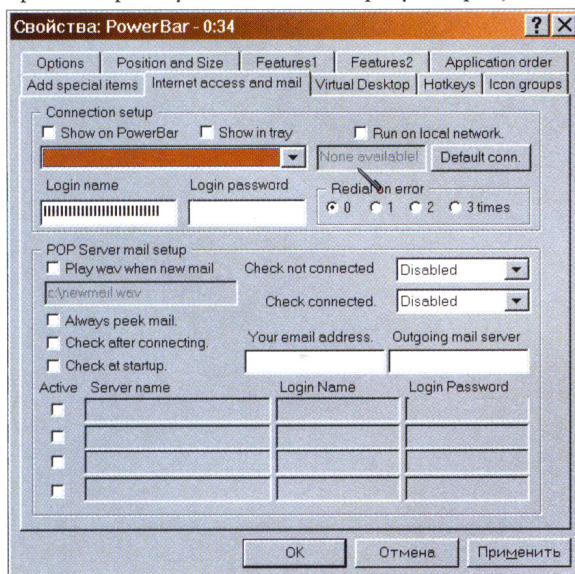 Свойства: PowerBar - 0:34
Options Position and Size Features1 Features2 Application order
Add special items Internet access and mail Virtual Desktop Hotkeys Icon groups
Connection setup
Show on PowerBar Show in tray Run on local network.
None available! Default conn.
Login name Login password Redial on error
0 1 2 3 times
POP Server mail setup
Play wav when new mail Check not connected Disabled
c:\newmail.wav
Check connected. Disabled
Always peek mail.
Check after connecting. Your email address. Outgoing mail server
Check at startup.
Active Server name Login Name Login Password
OK Отмена Применить